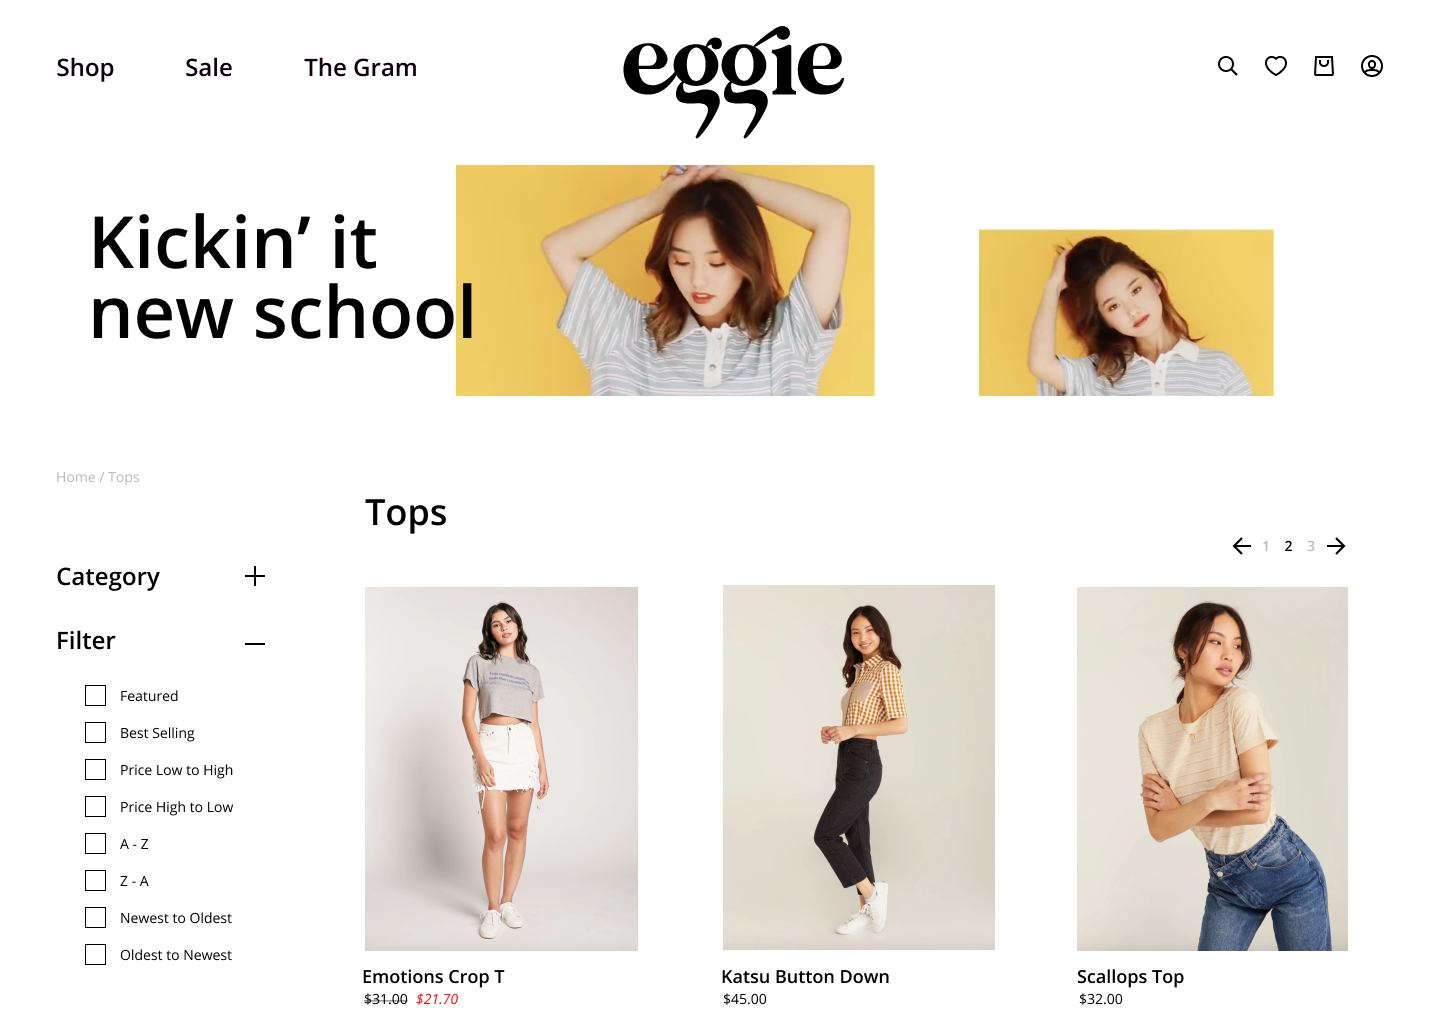 Shop Sale The Gram
eggie
Kickin’ it
new school
Home / Tops
Tops
1 2 3
Category
Filter
Featured
Best Selling
Price Low to High
Price High to Low
A - Z
Z - A
Newest to Oldest
Oldest to Newest
Emotions Crop T
$31.00 $21.70
Katsu Button Down
$45.00
Scallops Top
$32.00